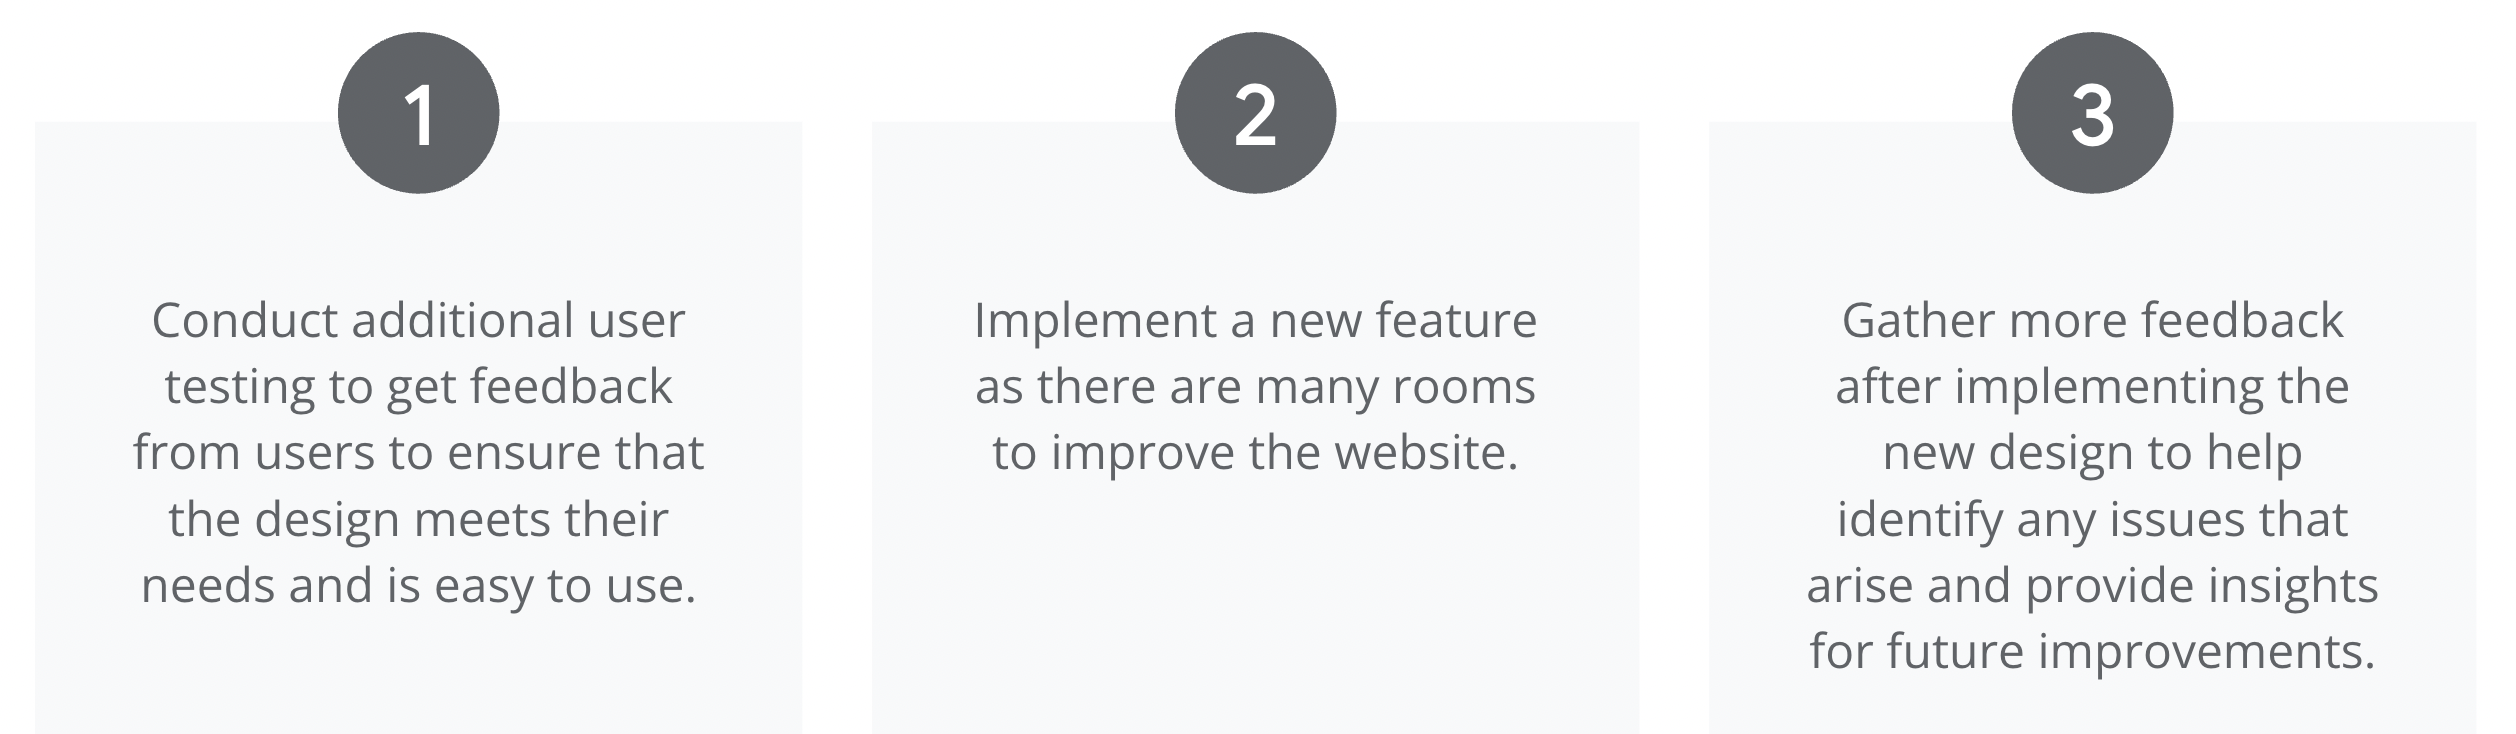 1
Conduct additional user
testing to get feedback
from users to ensure that
the design meets their
needs and is easy to use.
2
Implement a new feature
as there are many rooms
to improve the website.
3
Gather more feedback
after implementing the
new design to help
identify any issues that
arise and provide insights
for future improvements.